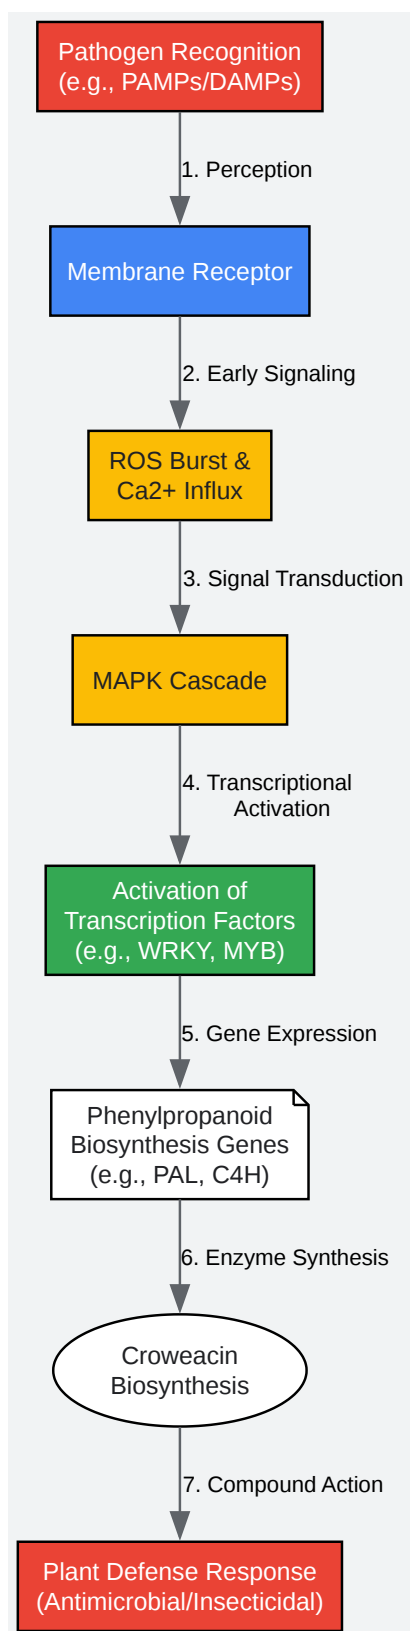 Pathogen Recognition
(e.g., PAMPs/DAMPs)
1. Perception
Membrane Receptor
2. Early Signaling
ROS Burst &
Ca2+ Influx
3. Signal Transduction
MAPK Cascade
4. Transcriptional
Activation
Activation of
Transcription Factors
(e.g., WRKY, MYB)
5. Gene Expression
Phenylpropanoid
Biosynthesis Genes
(e.g., PAL, C4H)
6. Enzyme Synthesis
Croweacin
Biosynthesis
7. Compound Action
Plant Defense Response
(Antimicrobial/Insecticidal)